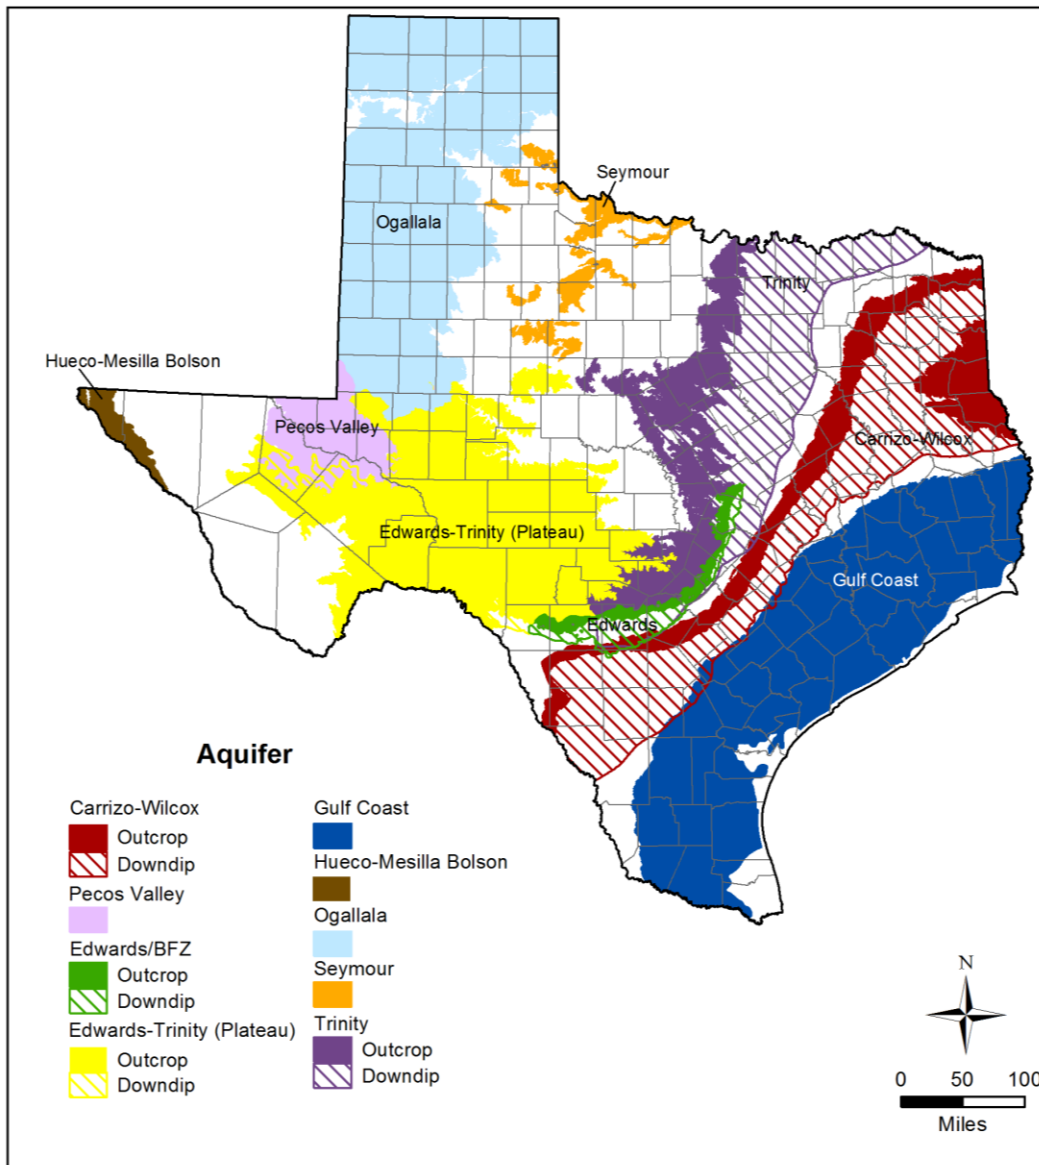 Seymour
Ogallala
Trinity
Hueco-Mesilla Bolson
Pecos Valley
Carrizo-Wilcox
Edwards-Trinity (Plateau)
Gulf Coast
Edwards
Aquifer
Carrizo-Wilcox
Outcrop
Downdip
Pecos Valley
Edwards/BFZ
Outcrop
Downdip
Edwards-Trinity (Plateau)
Outcrop
Downdip
Gulf Coast
Hueco-Mesilla Bolson
Ogallala
Seymour
Trinity
Outcrop
Downdip
N
0 50 100
Miles